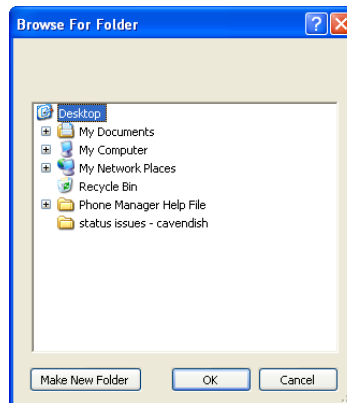 Browse For Folder
Desktop
My Documents
My Computer
My Network Places
Recycle Bin
Phone Manager Help File
status issues - cavendish
Make New Folder OK Cancel